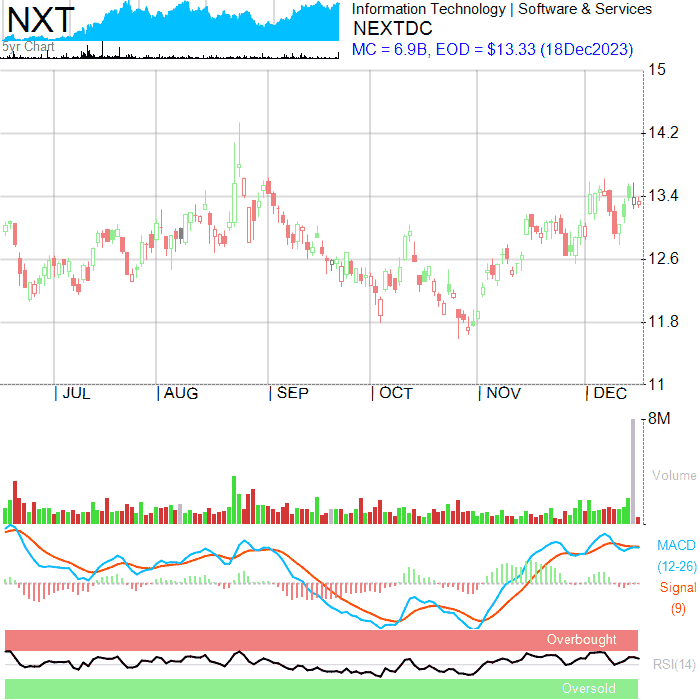 NXT
5yr Chart
Information Technology | Software & Services
NEXTDC
MC = 6.9B, EOD = $13.33 (18Dec2023)
15
14.2
13.4
12.6
11.8
11
| JUL | AUG | SEP | OCT | NOV | DEC
8M
Volume
MACD
(12-26)
Signal
(9)
Overbought
RSI(14)
Oversold